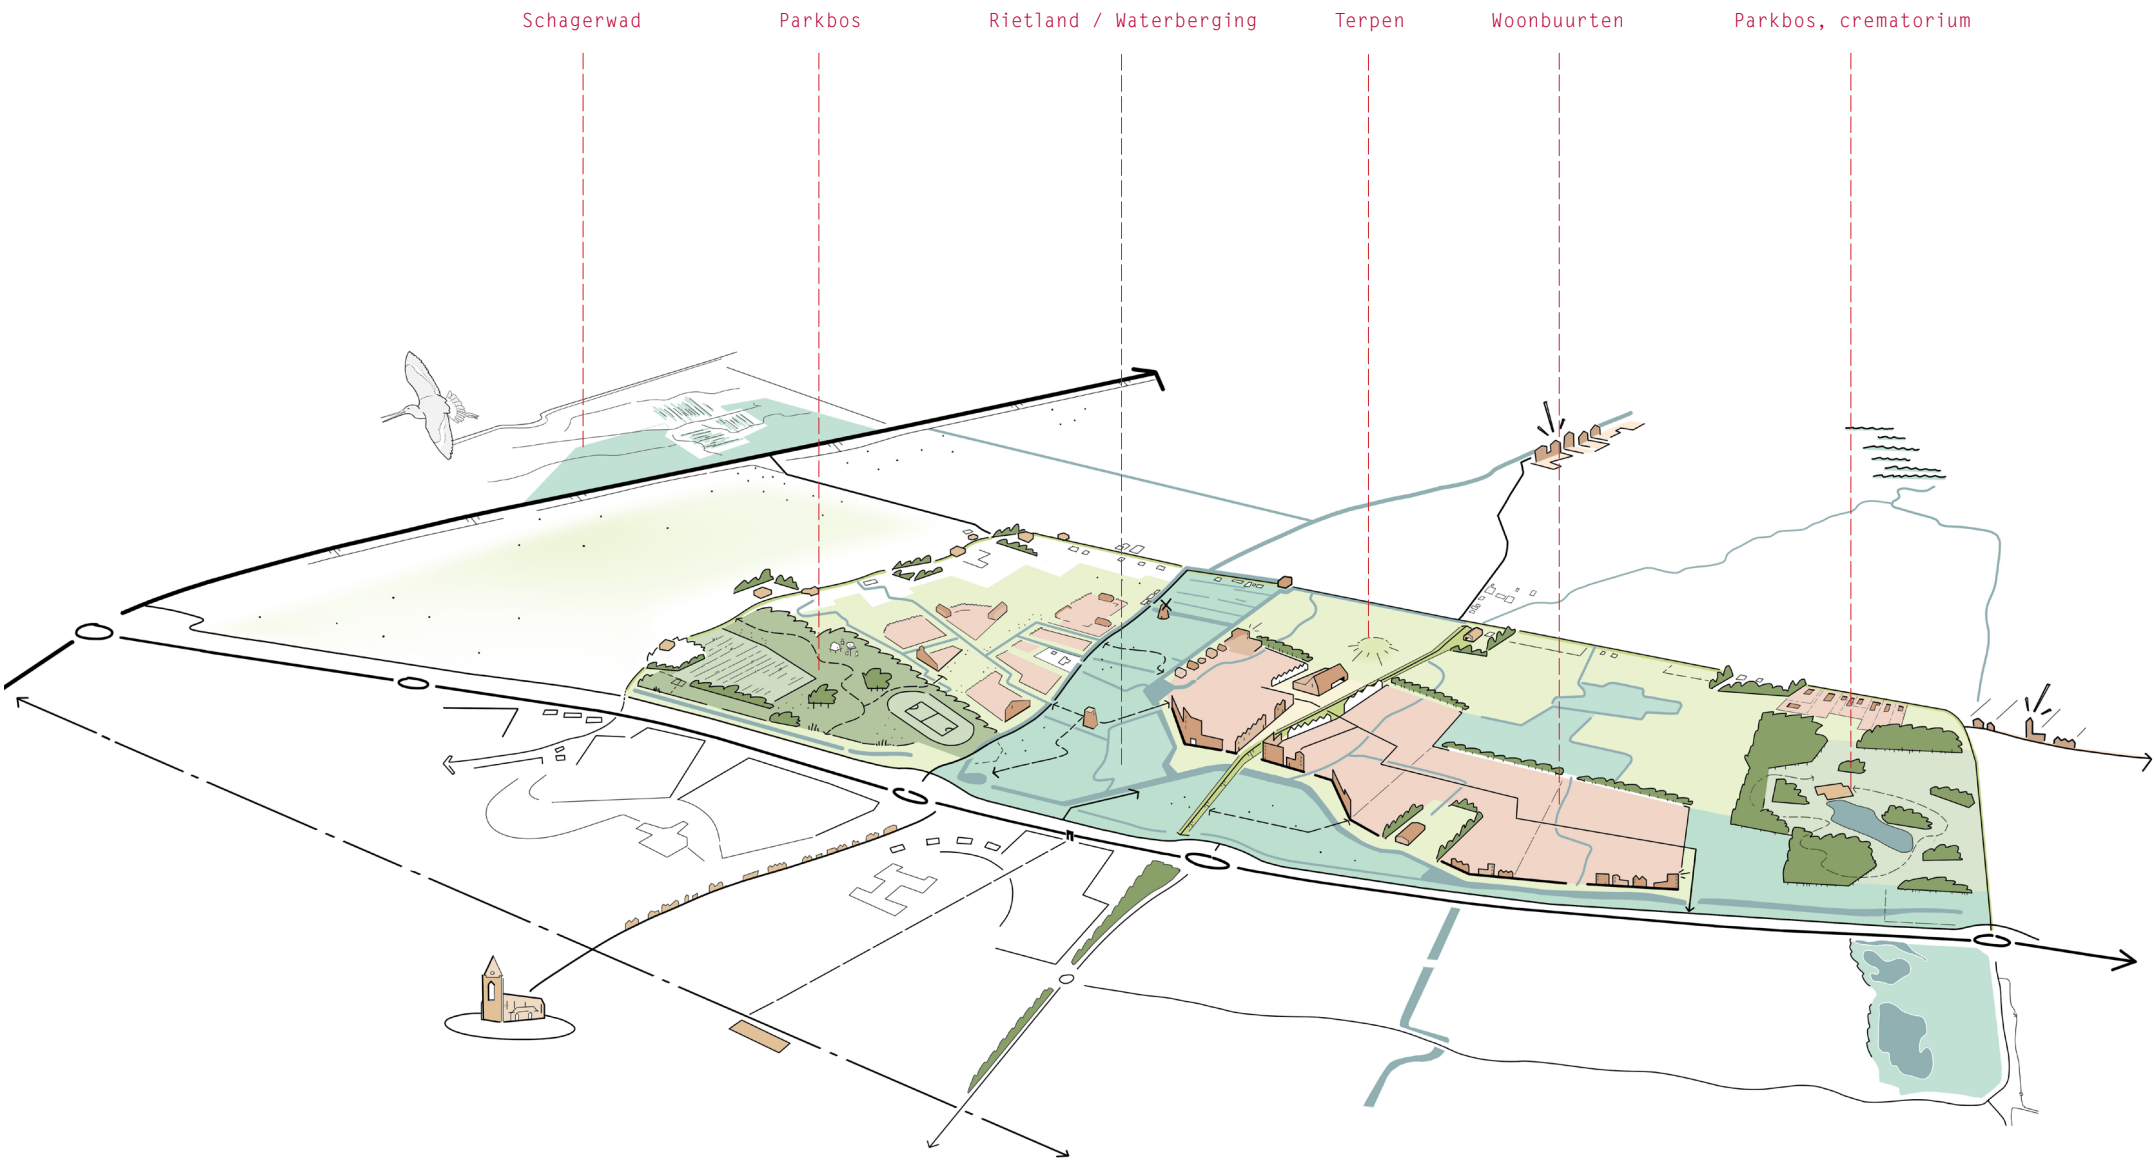 Schagerwad
Parkbos
Rietland / Waterberging
Terpen
Woonbuurten
Parkbos, crematorium